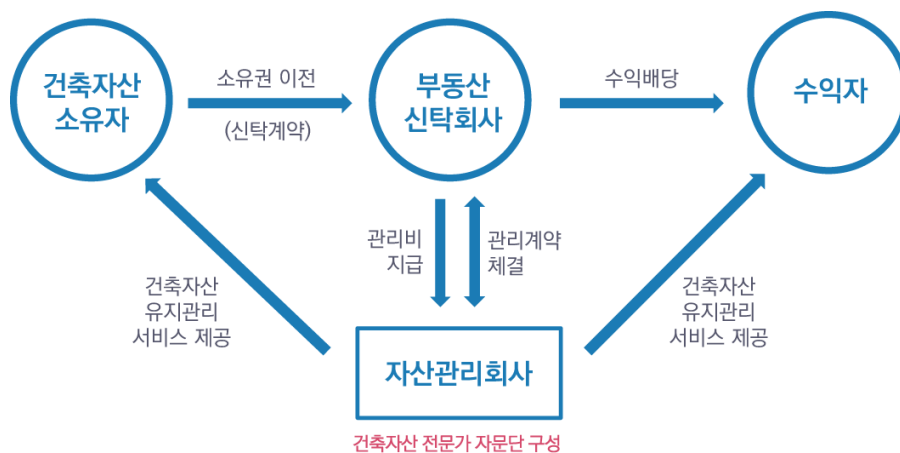 건축자산
소유자
소유권 이전
(신탁계약)
부동산
신탁회사
수익배당
수익자
관리비
지급
관리계약
체결
건축자산
유지관리
서비스 제공
건축자산
유지관리
서비스 제공
자산관리회사
건축자산 전문가 자문단 구성